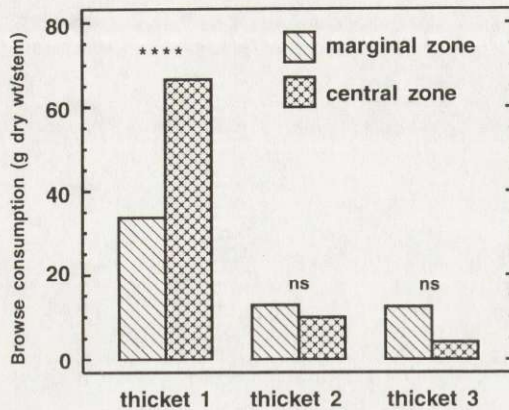 Browse consumption (g dry wt/stem)
80
60
40
20
0
****
marginal zone
central zone
ns
ns
thicket 1 thicket 2 thicket 3